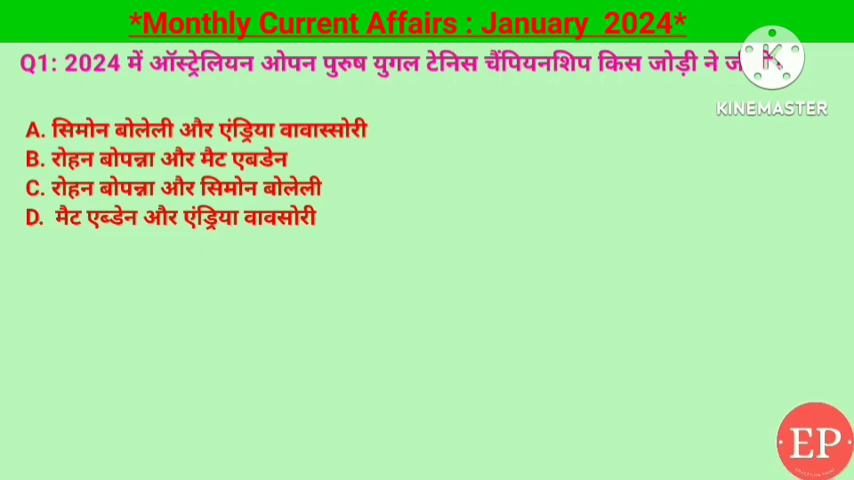 *Monthly Current Affairs : January 2024*
Q1: 2024 में ऑस्ट्रेलियन ओपन पुरुष युगल टेनिस चैंपियनशिप किस जोड़ी ने
KINEMASTER
A. सिमोन बोलेली और एंड्रिया वावास्सोरी
B. रोहन बोपन्ना और मैट एबडेन
C. रोहन बोपन्ना और सिमोन बोलेली
D. मैट एब्डेन और एंड्रिया वावसोरी
EP